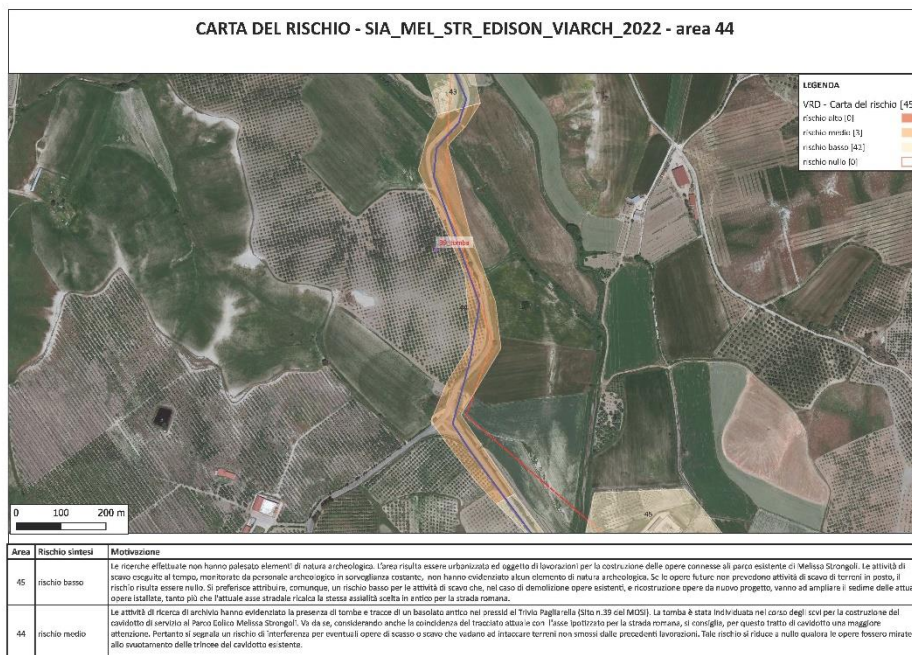 CARTA DEL RISCHIO - SIA_MEL_STR_EDISON_VIARCH_2022 - area 44
LEGENDA
VRD - Carta del rischio [45
rischio alto [0]
rischio medio [3]
rischio basso [42]
rischio nullo [0]
43
39_tomba
45
0 100 200 m
Area Rischio sintesi Motivazione
45 rischio basso
Le ricerche effettuate non hanno palesato elementi di natura archeologica. L'area risulta essere urbanizzata ed oggetto di lavorazioni per la costruzione delle opere connesse ali parco esistente di Melissa Strongoli. Le attività di
scavo eseguite al tempo, monitorate da personale archeologico in sorveglianza costante, non hanno evidenziato alcun elemento di natura archeologica. Se le opere future non prevedono attività di scavo di terreni in posto, il
rischio risulta essere nullo. Si preferisce attribuire, comunque, un rischio basso per le attività di scavo che, nel caso di demolizione opere esistenti, e ricostruzione opere da nuovo progetto, vanno ad ampliare il sedime delle attua
opere istallate, tanto più che l'attuale asse stradale ricalca la stessa assialità scelta in antico per la strada romana.
44 rischio medio
Le attività di ricerca di archivio hanno evidenziato la presenza di tombe e tracce di un basolato antico nei pressi del Trivio Pagliarella (Sito n.39 del MOSI). La tomba è stata individuata nel corso degli scvi per la costruzione del
cavidotto di servizio al Parco Eolico Melissa Strongoli. Va da se, considerando anche la coincidenza del tracciato attuale con l'asse ipotizzato per la strada romana, si consiglia, per questo tratto di cavidotto una maggiore
attenzione. Pertanto si segnala un rischio di interferenza per eventuali opere di scasso o scavo che vadano ad intaccare terreni non smossi dalle precedenti lavorazioni. Tale rischio si riduce a nullo qualora le opere fossero mirate
allo svuotamento delle trincee del cavidotto esistente.